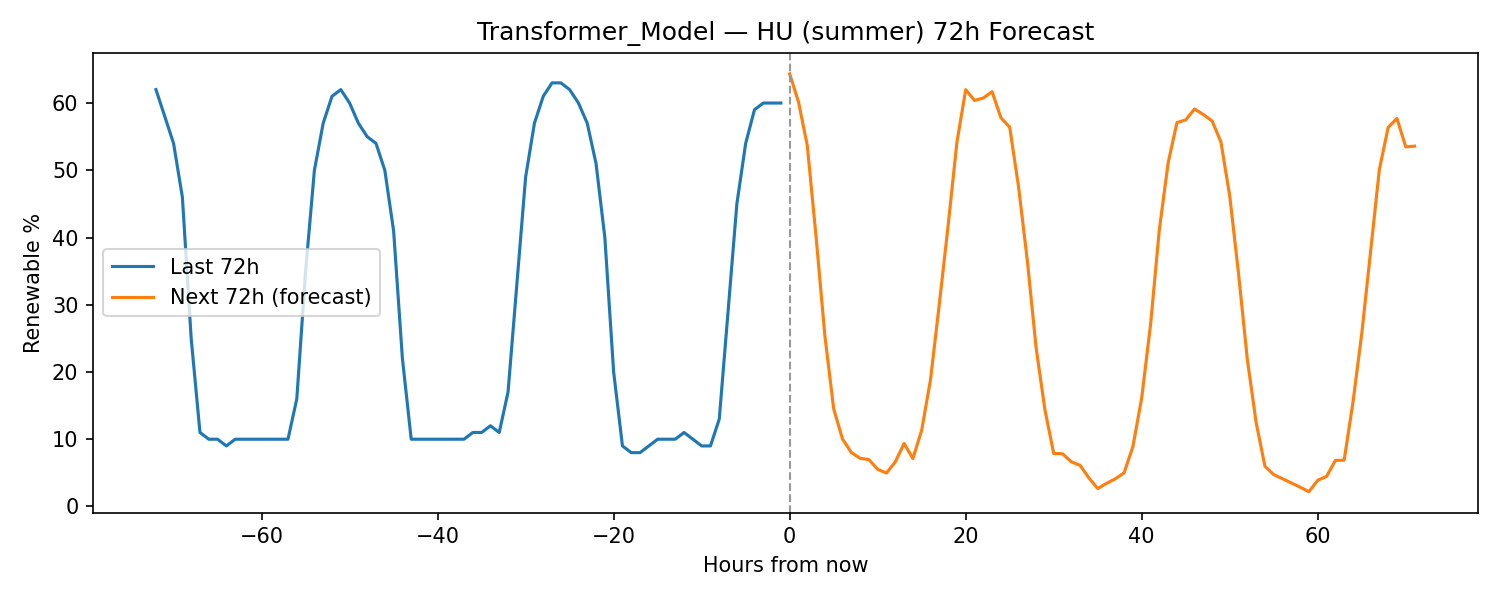 Transformer_Model — HU (summer) 72h Forecast
Renewable %
60
50
40
30
20
10
0
Last 72h
Next 72h (forecast)
−60
−40
−20
0
20
40
60
Hours from now